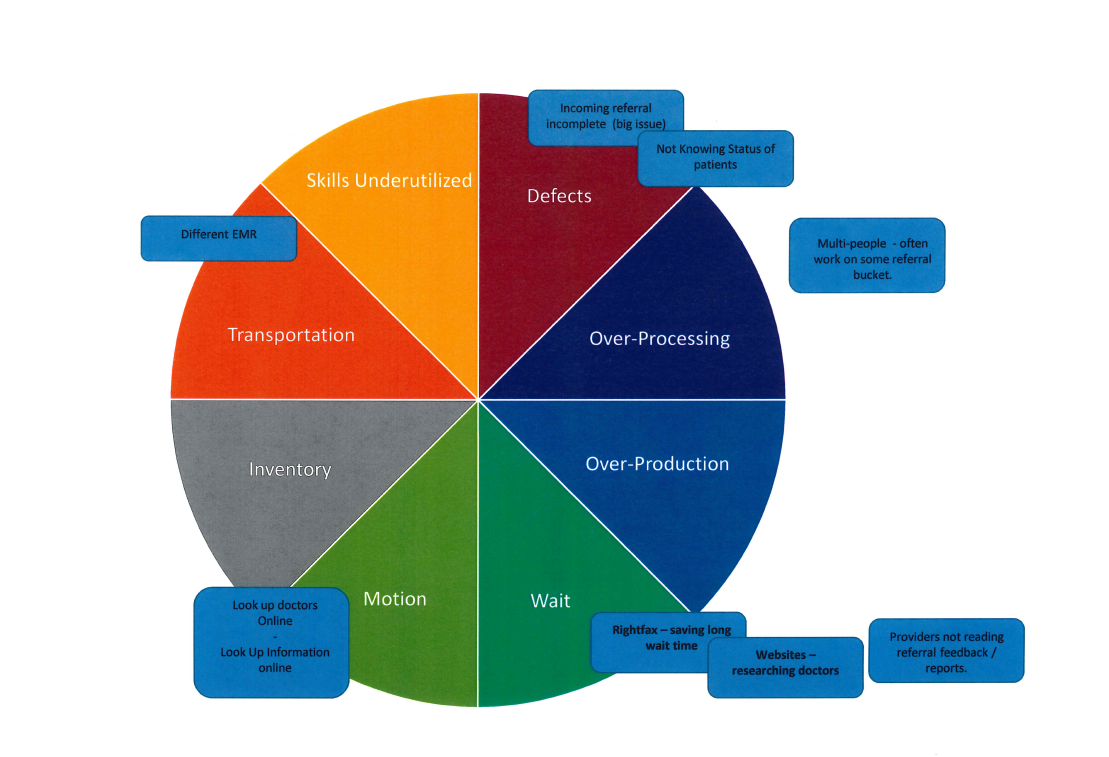 Incoming referral
incomplete  (big issue)
Not Knowing Status of
patients
Skills Underutilized
Defects
Different EMR
Multi-people  - often
work on some referral
bucket.
Transportation
Over-Processing
Inventory
Over-Production
Motion
Wait
Look up doctors
Online
-
Look Up Information
online
Rightfax – saving long
wait time
Websites –
researching doctors
Providers not reading
referral feedback /
reports.